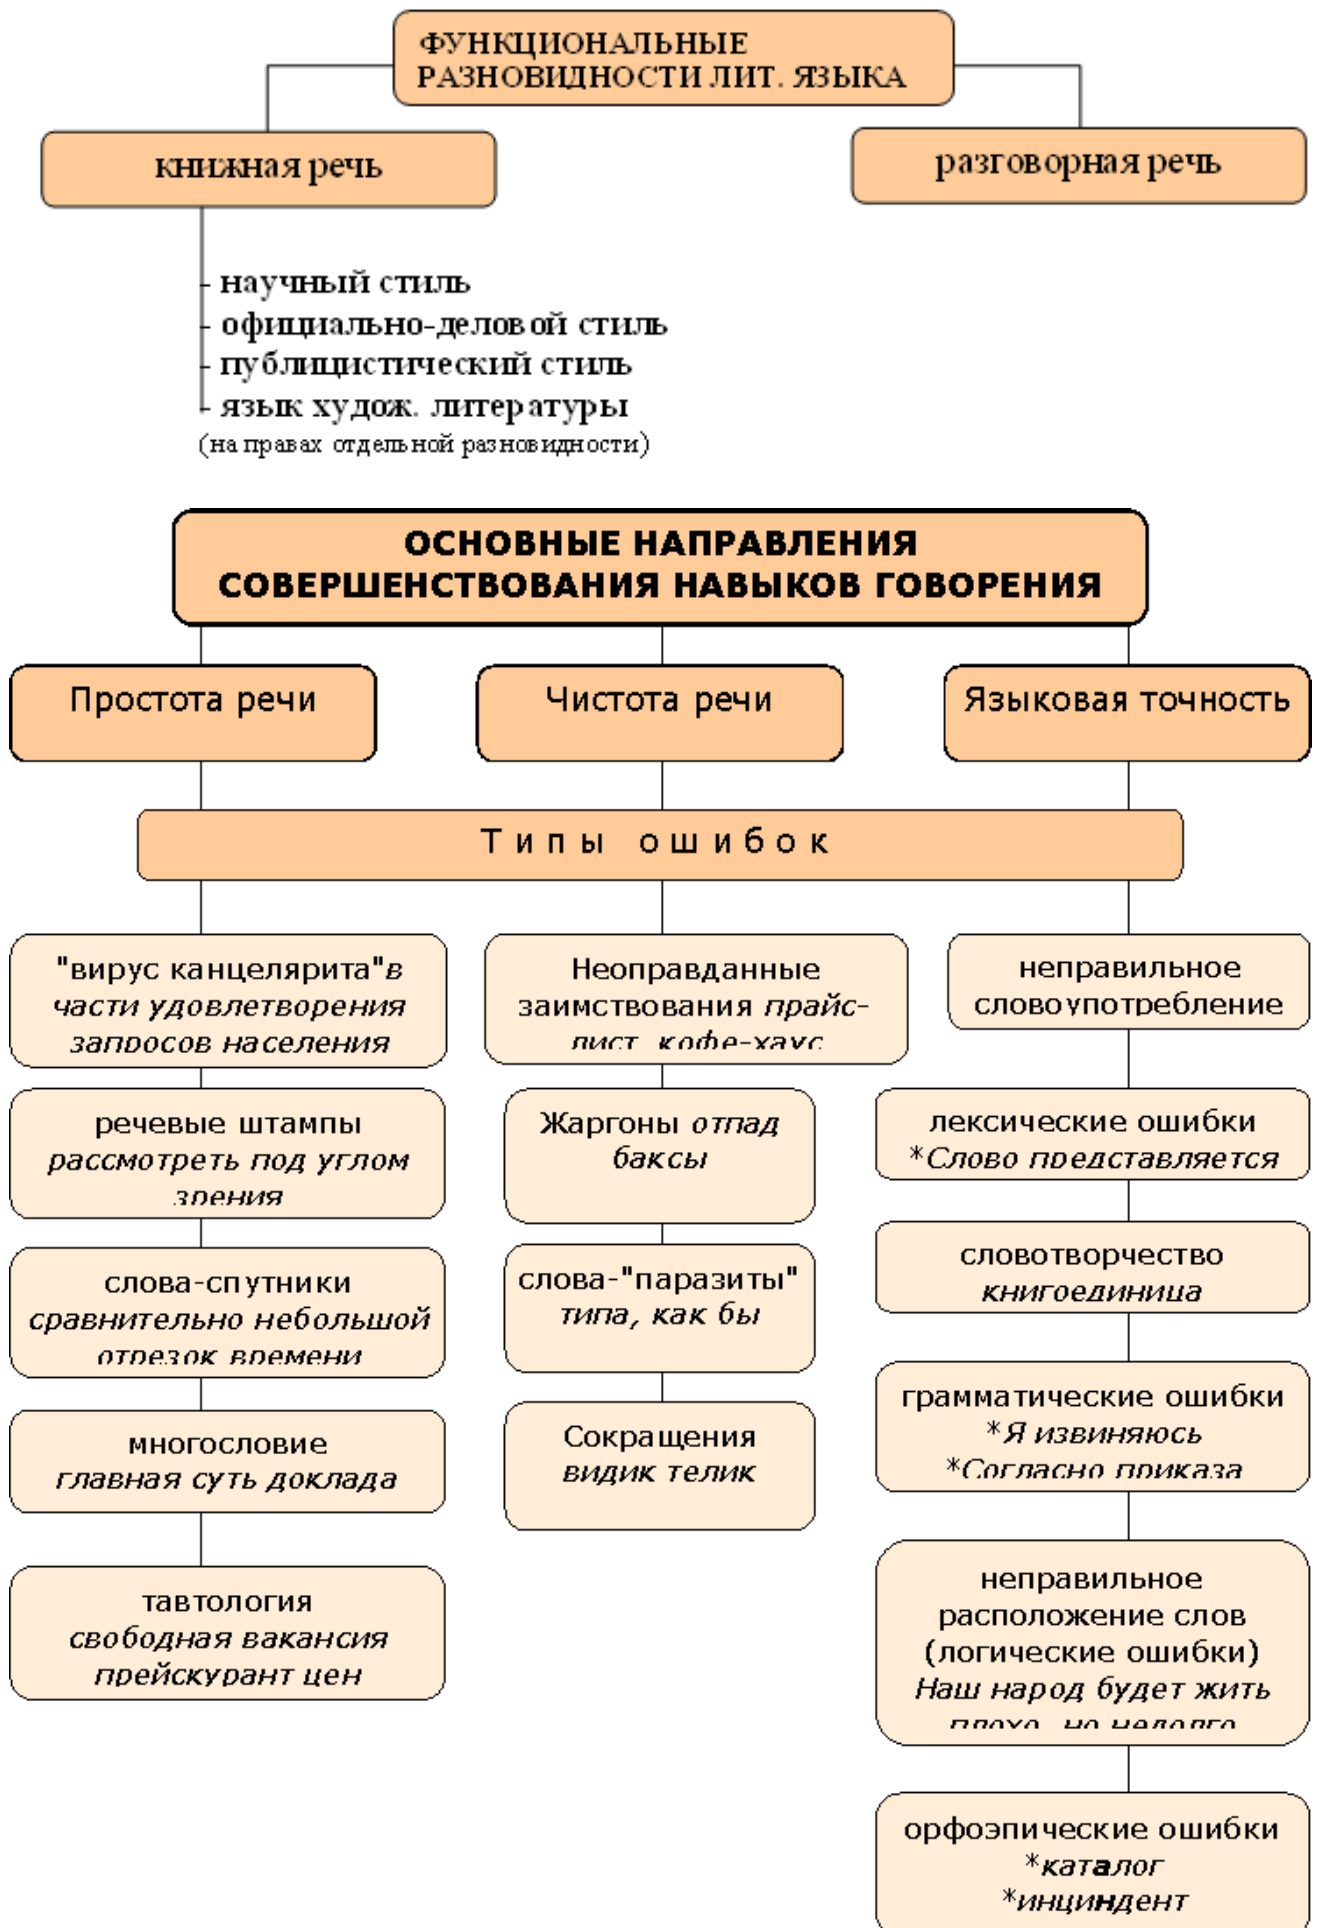 ФУНКЦИОНАЛЬНЫЕ
РАЗНОВИДНОСТИ ЛИТ. ЯЗЫКА
книжная речь
разговорная речь
- научный стиль
- официально-деловой стиль
- публицистический стиль
- язык худож. литературы
(на правах отдельной разновидности)
ОСНОВНЫЕ НАПРАВЛЕНИЯ
СОВЕРШЕНСТВОВАНИЯ НАВЫКОВ ГОВОРЕНИЯ
Простота речи
Чистота речи
Языковая точность
Типы ошибок
"вирус канцелярита"в
части удовлетворения
запросов населения
речевые штампы
рассмотреть под углом
зрения
слова-спутники
сравнительно небольшой
отрезок времени
многословие
главная суть доклада
тавтология
свободная вакансия
прейскурант цен
Неоправданные
заимствования прайс-
лист, кофе-хаус
Жаргоны отпад
баксы
слова-"паразиты"
типа, как бы
Сокращения
видик телик
неправильное
словоупотребление
лексические ошибки
*Слово представляется
словотворчество
книгоединица
грамматические ошибки
*Я извиняюсь
*Согласно приказа
неправильное
расположение слов
(логические ошибки)
Наш народ будет жить
плохо, но недолго
орфоэпические ошибки
*каталог
*инциндент